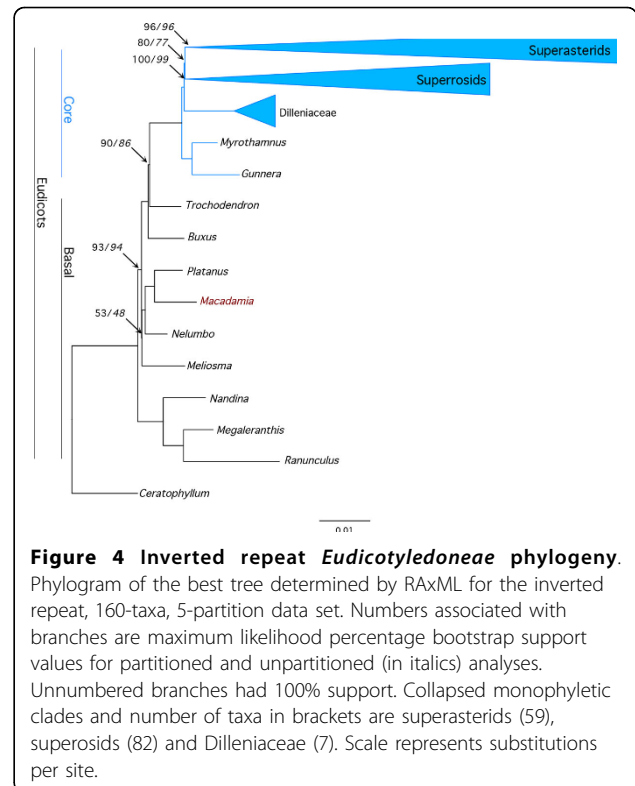 96/96
80/77
100/99
Superasterids
Superrosids
Dilleniaceae
Core
Myrothamnus
90/86
Gunnera
Eudicots
Trochodendron
Buxus
93/94
Basal
Platanus
Macadamia
53/48
Nelumbo
Meliosma
Nandina
Megaleranthis
Ranunculus
Ceratophyllum
0.01
Figure 4 Inverted repeat Eudicotyledoneae phylogeny.
Phylogram of the best tree determined by RAxML for the inverted
repeat, 160-taxa, 5-partition data set. Numbers associated with
branches are maximum likelihood percentage bootstrap support
values for partitioned and unpartitioned (in italics) analyses.
Unnumbered branches had 100% support. Collapsed monophyletic
clades and number of taxa in brackets are superasterids (59),
superosids (82) and Dilleniaceae (7). Scale represents substitutions
per site.